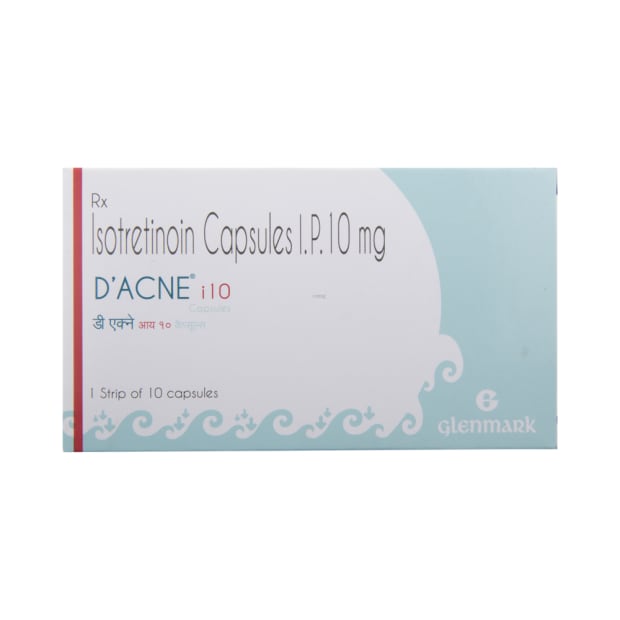 Rx
Isotretinoin Capsules I.P. 10 mg
D'ACNE® i10
Capsules
डी एक्ने आय १० कैप्सूल्स
1 Strip of 10 capsules
G
glenmark